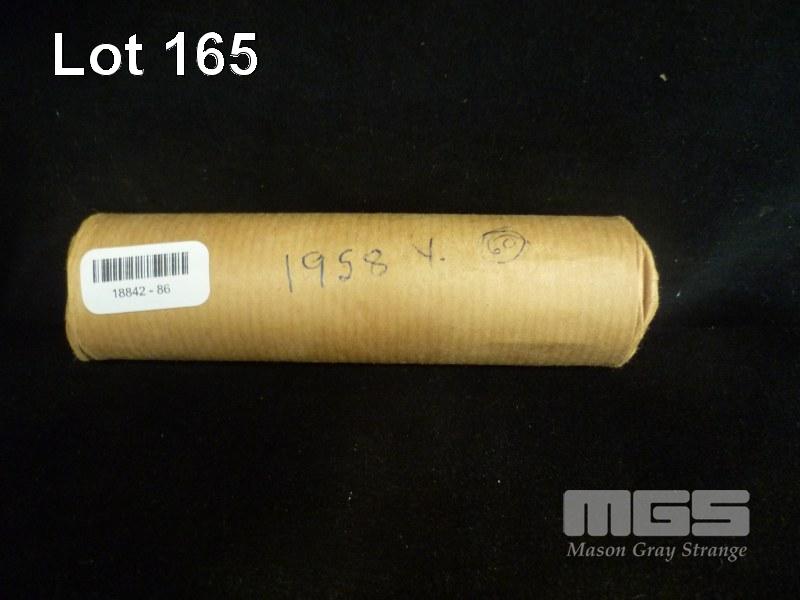 Lot 165
18842 - 86
1958 Y. 60
MGS
Mason Gray Strange